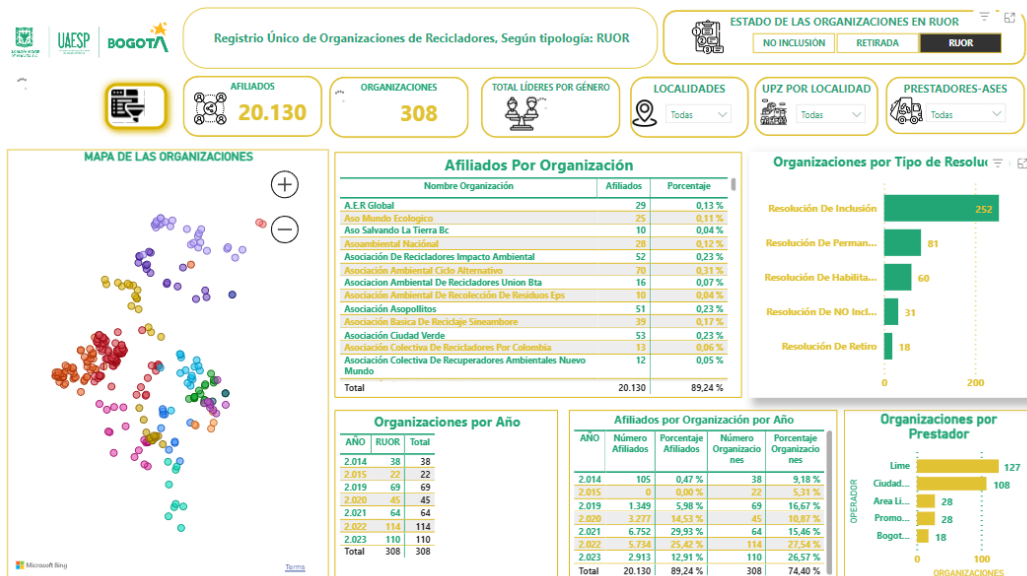 UAESP
BOGOTÁ
Registro Único de Organizaciones de Recicladores, Según tipología: RUOR
ESTADO DE LAS ORGANIZACIONES EN RUOR
NO INCLUSIÓN RETIRADA RUOR
AFILIADOS
20.130
ORGANIZACIONES
308
TOTAL LÍDERES POR GÉNERO
LOCALIDADES
Todas
UPZ POR LOCALIDAD
Todas
PRESTADORES-ASES
Todas
MAPA DE LAS ORGANIZACIONES
Microsoft Bing
Terms
Afiliados Por Organización
Nombre Organización Afiliados Porcentaje
A.E.R Global 29 0,13 %
Aso Mundo Ecologico 25 0,11 %
Aso Salvando La Tierra Bc 10 0,04 %
Asoambiental Naciónal 28 0,12 %
Asociación De Recicladores Impacto Ambiental 52 0,23 %
Asociación Ambiental Ciclo Alternativo 70 0,31 %
Asociacion Ambiental De Recicladores Union Bta 16 0,07 %
Asociación Ambiental De Recolección De Residuos Eps 10 0,04 %
Asociación Asopollitos 51 0,23 %
Asociación Basica De Reciclaje Sineambore 39 0,17 %
Asociación Ciudad Verde 53 0,23 %
Asociación Colectiva De Recicladores Por Colombia 13 0,06 %
Asociación Colectiva De Recuperadores Ambientales Nuevo 12 0,05 %
Mundo
Total 20.130 89,24 %
Organizaciones por Tipo de Resoluc
Resolución De Inclusión 252
Resolución De Perman... 81
Resolución De Habilita... 60
Resolución De NO Incl... 31
Resolución De Retiro 18
0 200
Organizaciones por Año
AÑO RUOR Total
2.014 38 38
2.015 22 22
2.019 69 69
2.020 45 45
2.021 64 64
2.022 114 114
2.023 110 110
Total 308 308
Afiliados por Organización por Año
AÑO Número Porcentaje Número Porcentaje
Afiliados Afiliados Organizacio Organizacio
nes nes
2.014 105 0,47 % 38 9,18 %
2.015 0 0,00 % 22 5,31 %
2.019 1.349 5,98 % 69 16,67 %
2.020 3.277 14,53 % 45 10,87 %
2.021 6.752 29,93 % 64 15,46 %
2.022 5.734 25,42 % 114 27,54 %
2.023 2.913 12,91 % 110 26,57 %
Total 20.130 89,24 % 308 74,40 %
Organizaciones por
Prestador
OPERADOR
Lime 127
Ciudad... 108
Area Li... 28
Promo... 28
Bogot... 18
0 100
ORGANIZACIONES